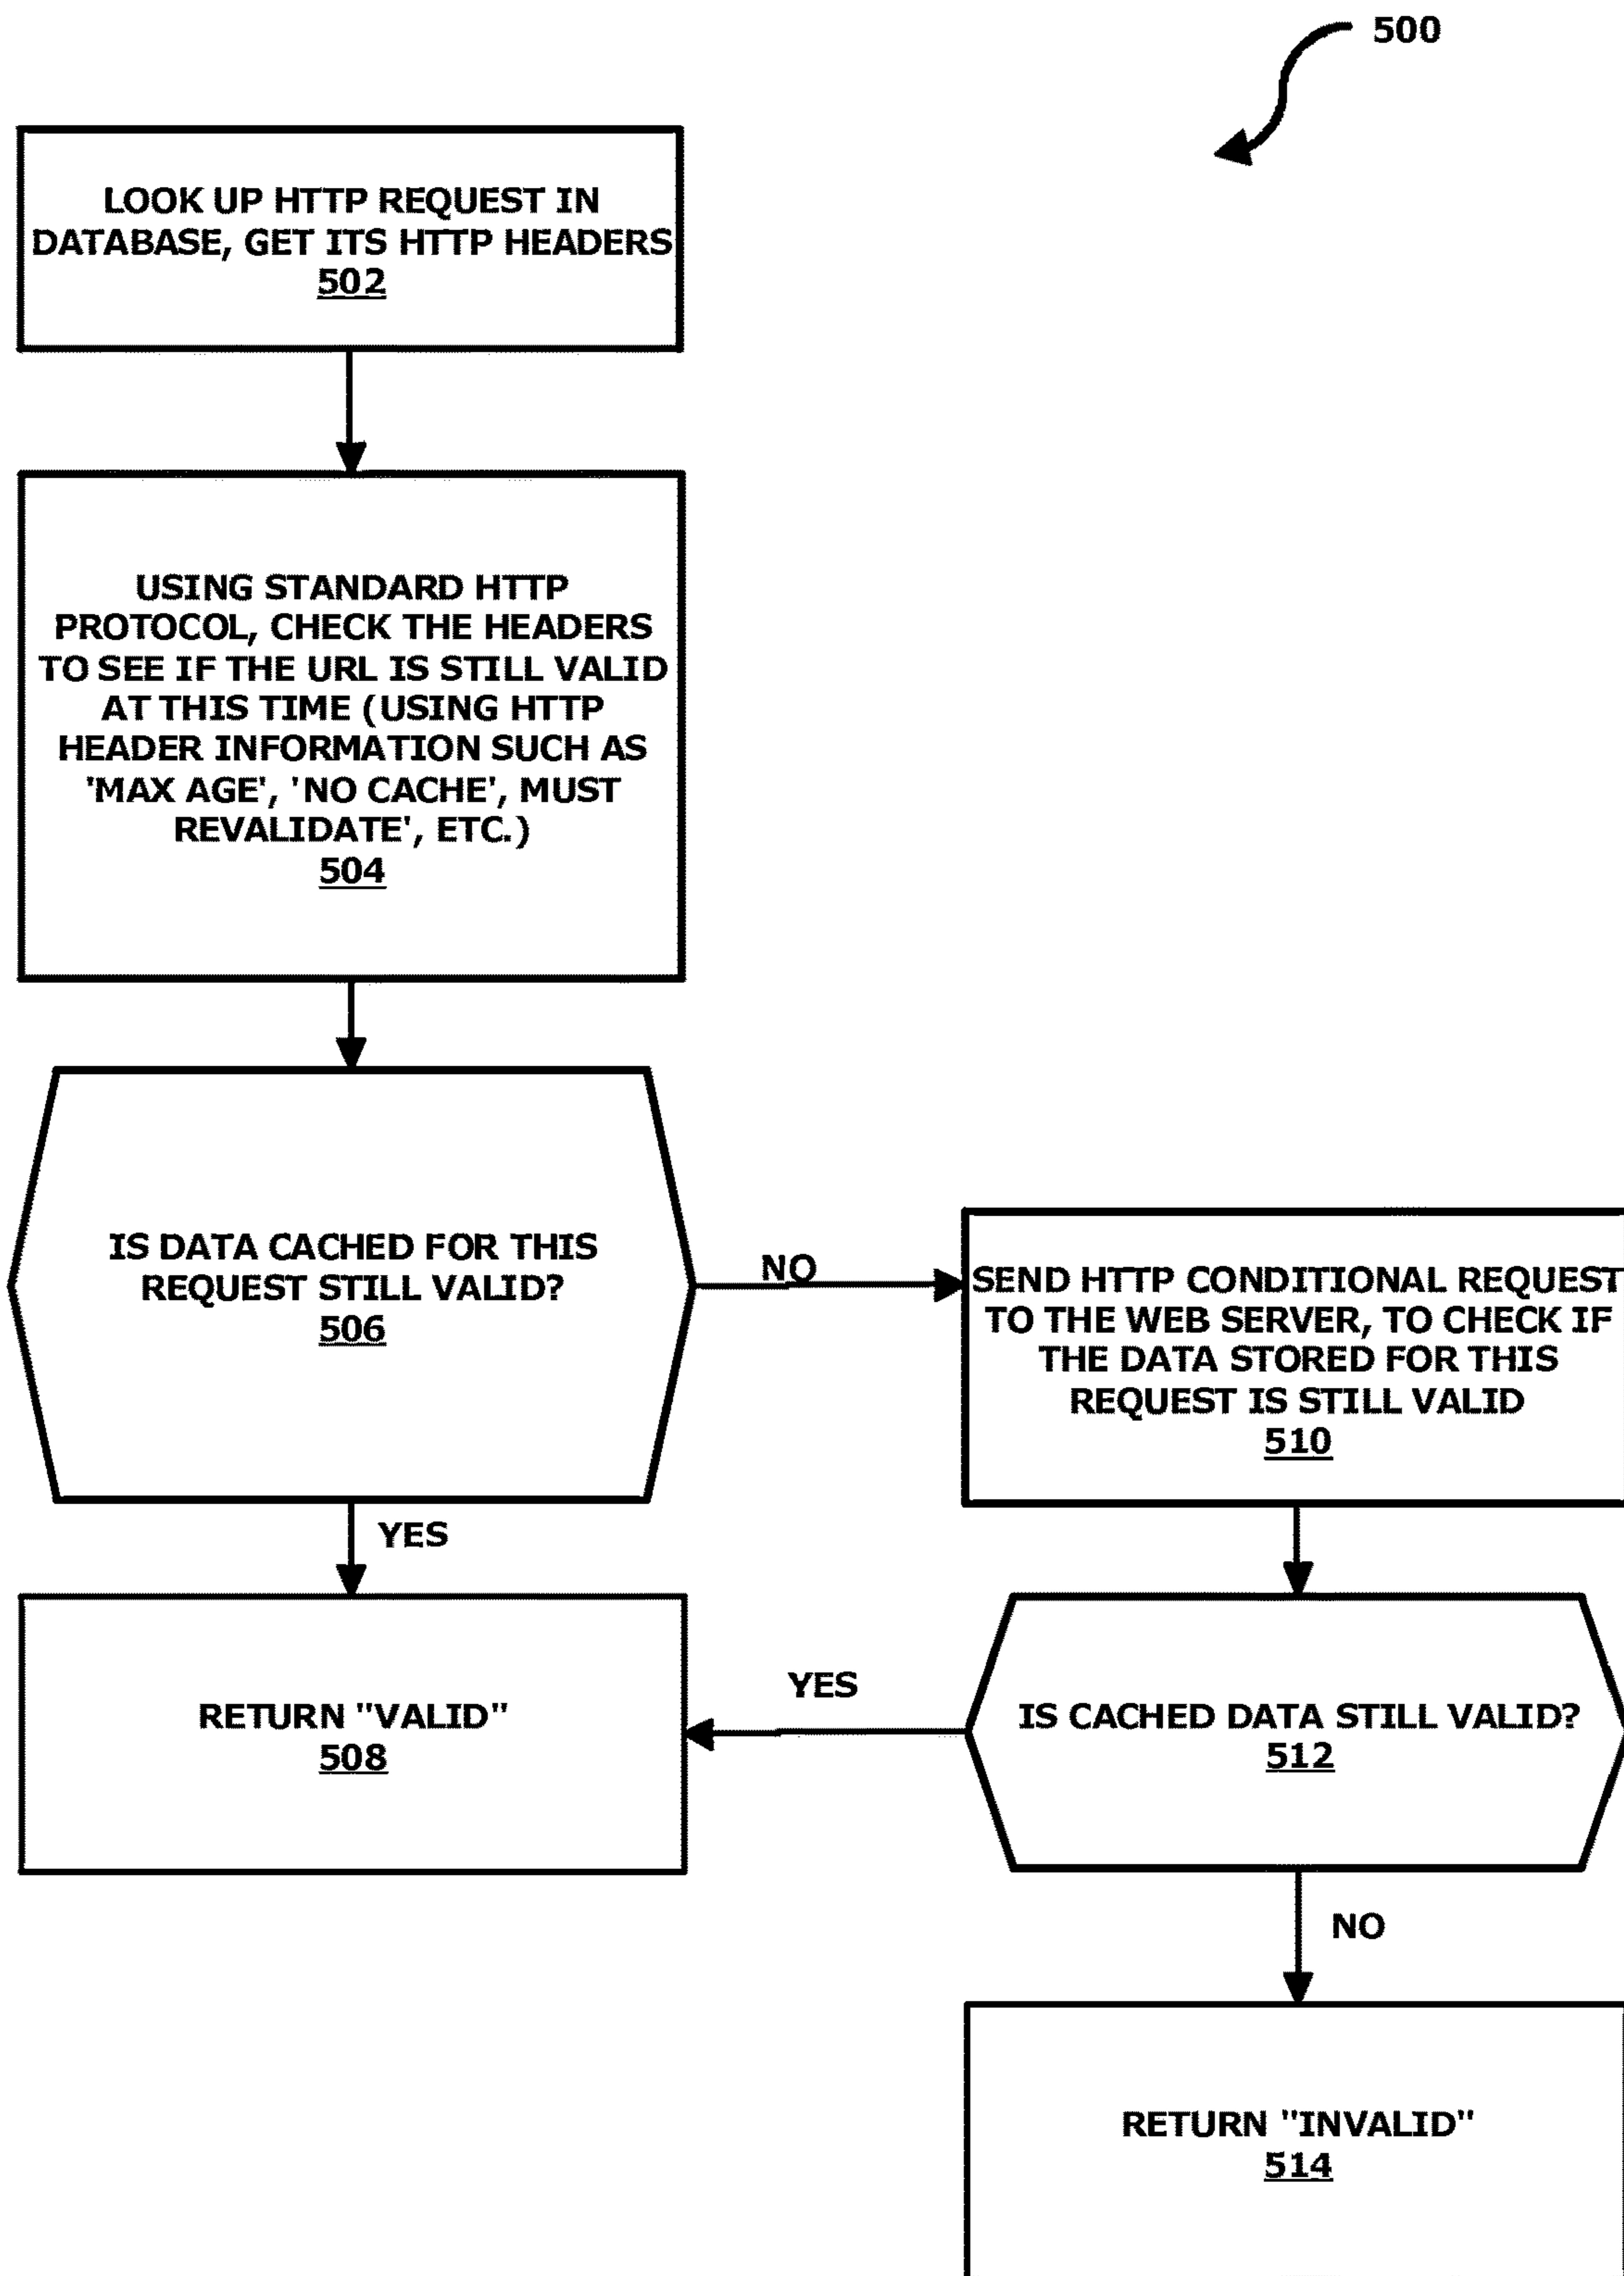 500
LOOK UP HTTP REQUEST IN
DATABASE, GET ITS HTTP HEADERS
502
USING STANDARD HTTP
PROTOCOL, CHECK THE HEADERS
TO SEE IF THE URL IS STILL VALID
AT THIS TIME (USING HTTP
HEADER INFORMATION SUCH AS
'MAX AGE', 'NO CACHE', MUST
REVALIDATE', ETC.)
504
IS DATA CACHED FOR THIS
REQUEST STILL VALID?
506
NO
SEND HTTP CONDITIONAL REQUEST
TO THE WEB SERVER, TO CHECK IF
THE DATA STORED FOR THIS
REQUEST IS STILL VALID
510
YES
RETURN "VALID"
508
YES
IS CACHED DATA STILL VALID?
512
NO
RETURN "INVALID"
514